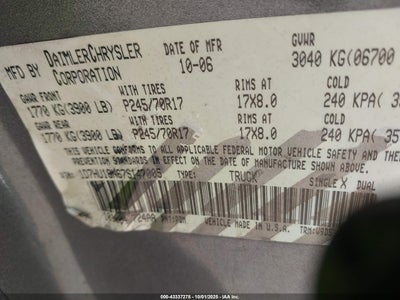 MFD BY DAIMLERCHRYSLER CORPORATION
DATE OF MFR 10-06
GVWR 3040 KG(06700
GAWR FRONT WITH TIRES RIMS AT COLD
1770 KG(3900 LB) P245/70R17 17X8.0 240 KPA( 35
GAWR REAR WITH TIRES RIMS AT COLD
1770 KG(3900 LB) P245/70R17 17X8.0 240 KPA( 35
THIS VEHICLE CONFORMS TO ALL APPLICABLE FEDERAL MOTOR VEHICLE SAFETY AND
THEFT PREVENTION STANDARDS IN EFFECT ON THE DATE OF MANUFACTURE SHOWN ABOVE.
TYPE: TRUCK SINGLE X DUAL
VEHICLE MADE IN U.S.A.
000-43337278 - 10/01/2025 - IAA Inc.